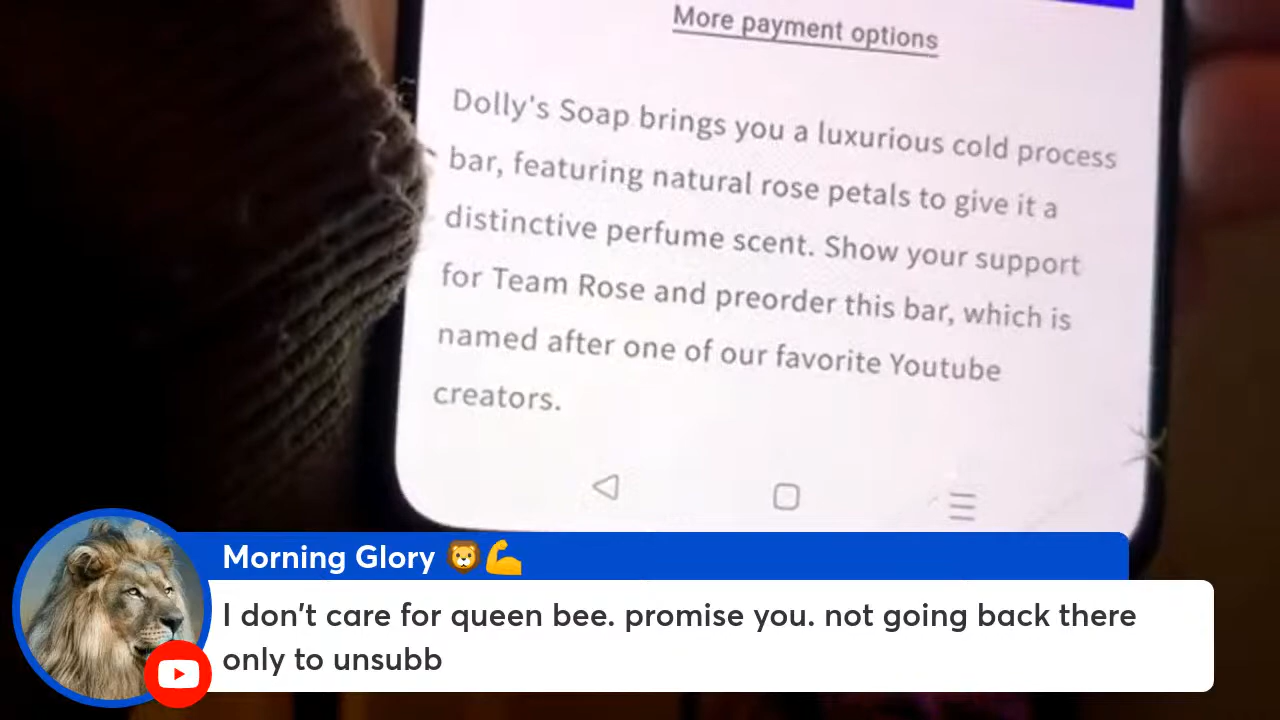 More payment options
Dolly's Soap brings you a luxurious cold process
bar, featuring natural rose petals to give it a
distinctive perfume scent. Show your support
for Team Rose and preorder this bar, which is
named after one of our favorite Youtube
creators.
Morning Glory 🦁💪
I don't care for queen bee. promise you. not going back there
only to unsubb